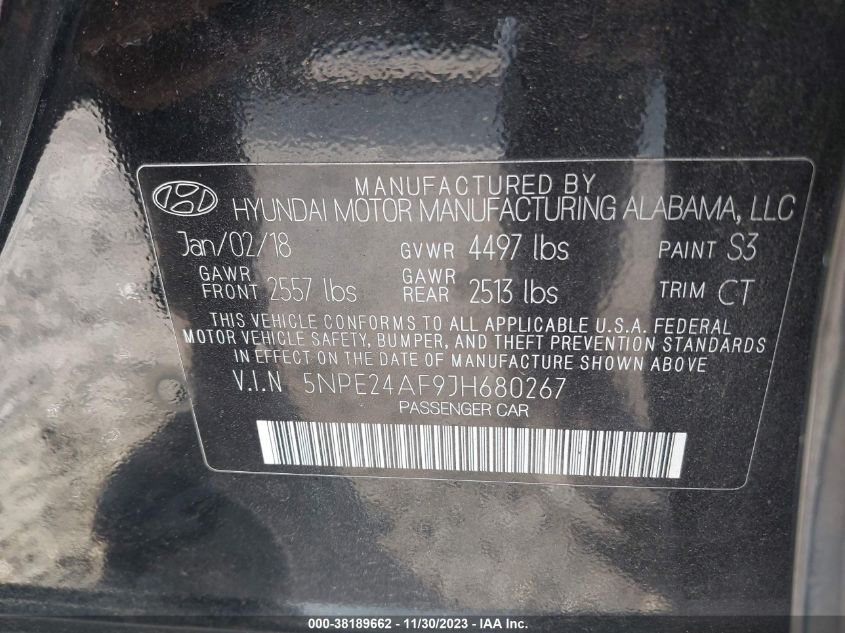 MANUFACTURED BY
HYUNDAI MOTOR MANUFACTURING ALABAMA, LLC
Jan/02/18 GVWR 4497 lbs PAINT S3
GAWR FRONT 2557 lbs GAWR REAR 2513 lbs TRIM CT
THIS VEHICLE CONFORMS TO ALL APPLICABLE U.S.A. FEDERAL
MOTOR VEHICLE SAFETY, BUMPER, AND THEFT PREVENTION STANDARDS
IN EFFECT ON THE DATE OF MANUFACTURE SHOWN ABOVE
V.I.N 5NPE24AF9JH680267
PASSENGER CAR
000-38189662 - 11/30/2023 - IAA Inc.